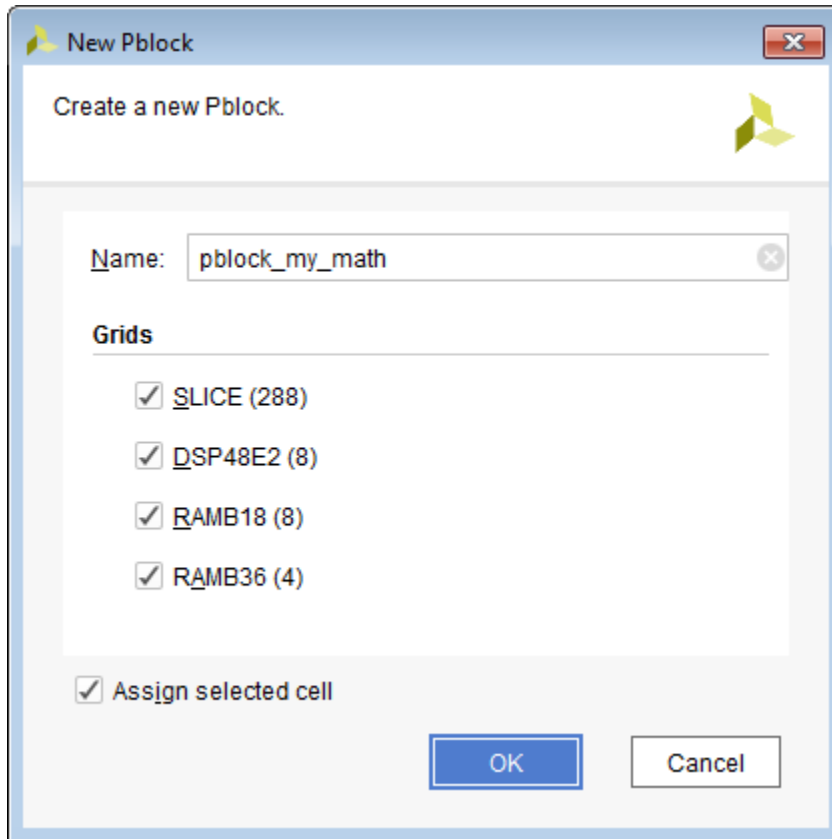 New Pblock
Create a new Pblock.
Name: pblock_my_math
Grids
SLICE (288)
DSP48E2 (8)
RAMB18 (8)
RAMB36 (4)
Assign selected cell
OK Cancel